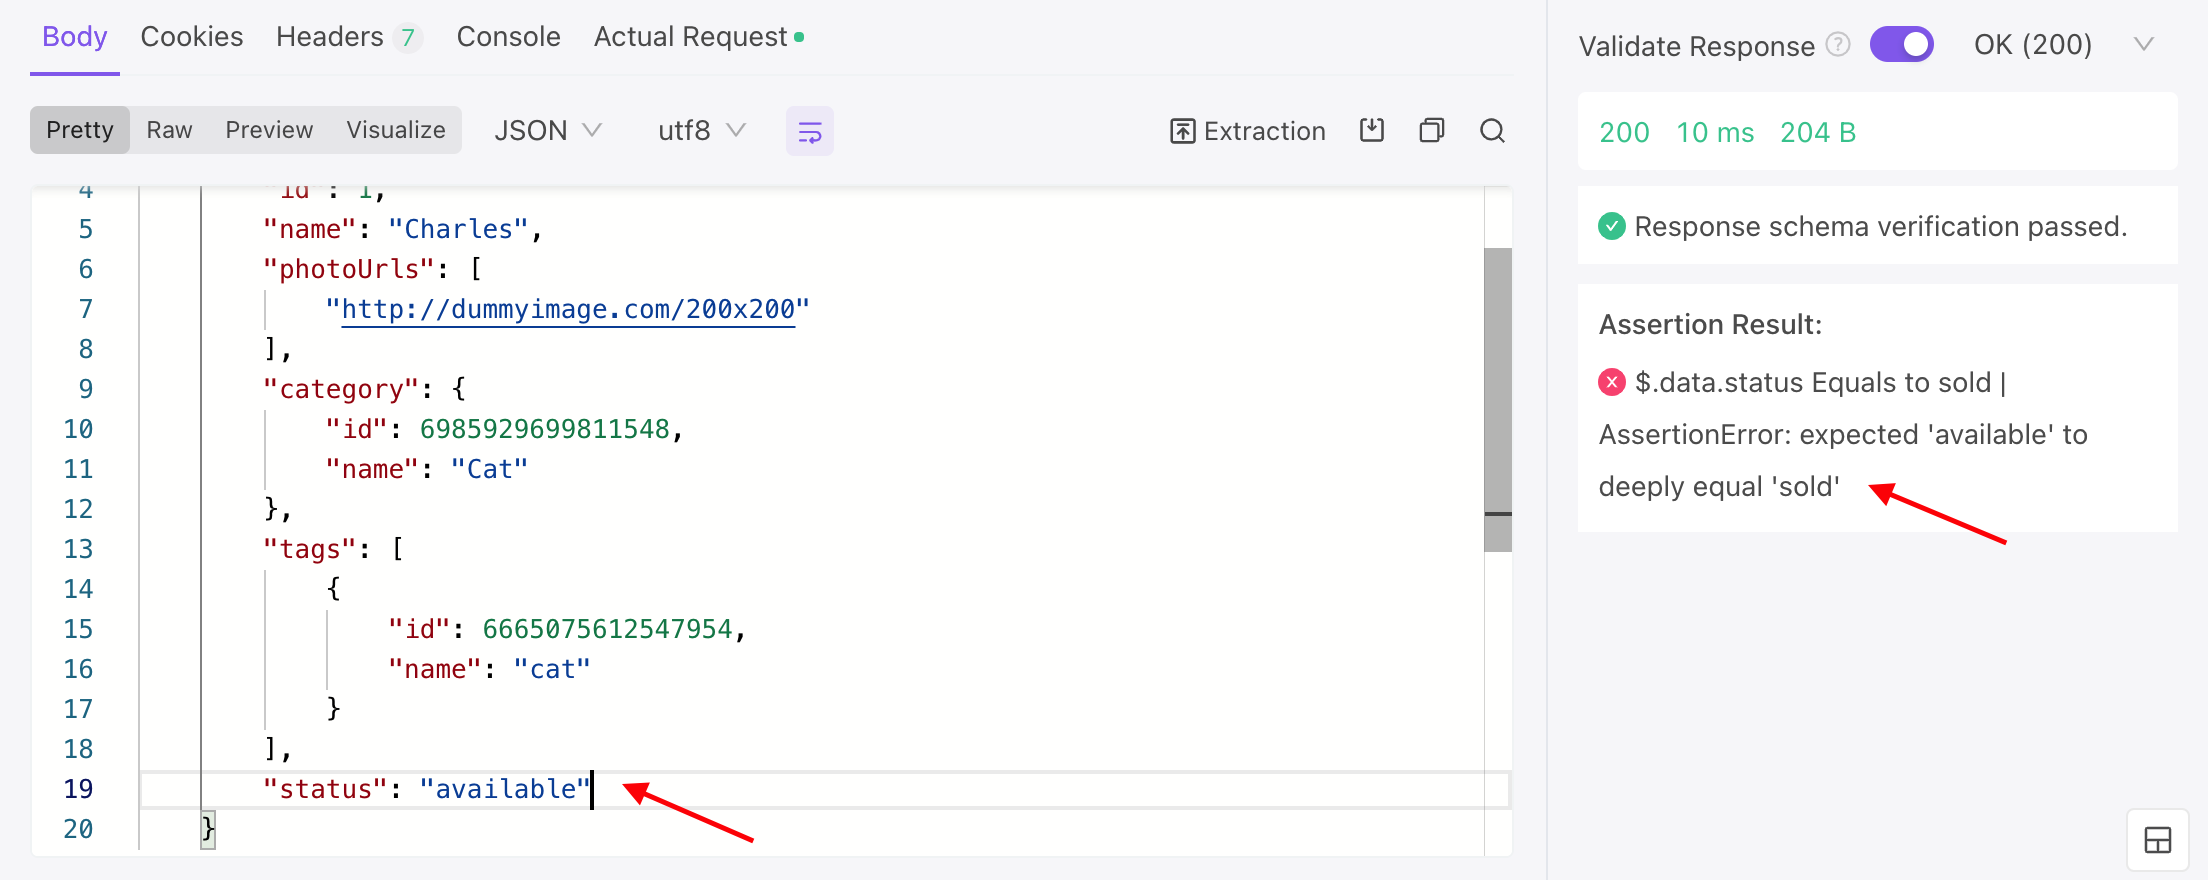 Body Cookies Headers 7 Console Actual Request
Pretty Raw Preview Visualize JSON utf8 Extraction
4 "id": 1,
5 "name": "Charles",
6 "photoUrls": [
7 "http://dummyimage.com/200x200"
8 ],
9 "category": {
10 "id": 6985929699811548,
11 "name": "Cat"
12 },
13 "tags": [
14 {
15 "id": 6665075612547954,
16 "name": "cat"
17 }
18 ],
19 "status": "available"
20 }
Validate Response ? OK (200)
200 10 ms 204 B
Response schema verification passed.
Assertion Result:
$.data.status Equals to sold |
AssertionError: expected 'available' to
deeply equal 'sold'